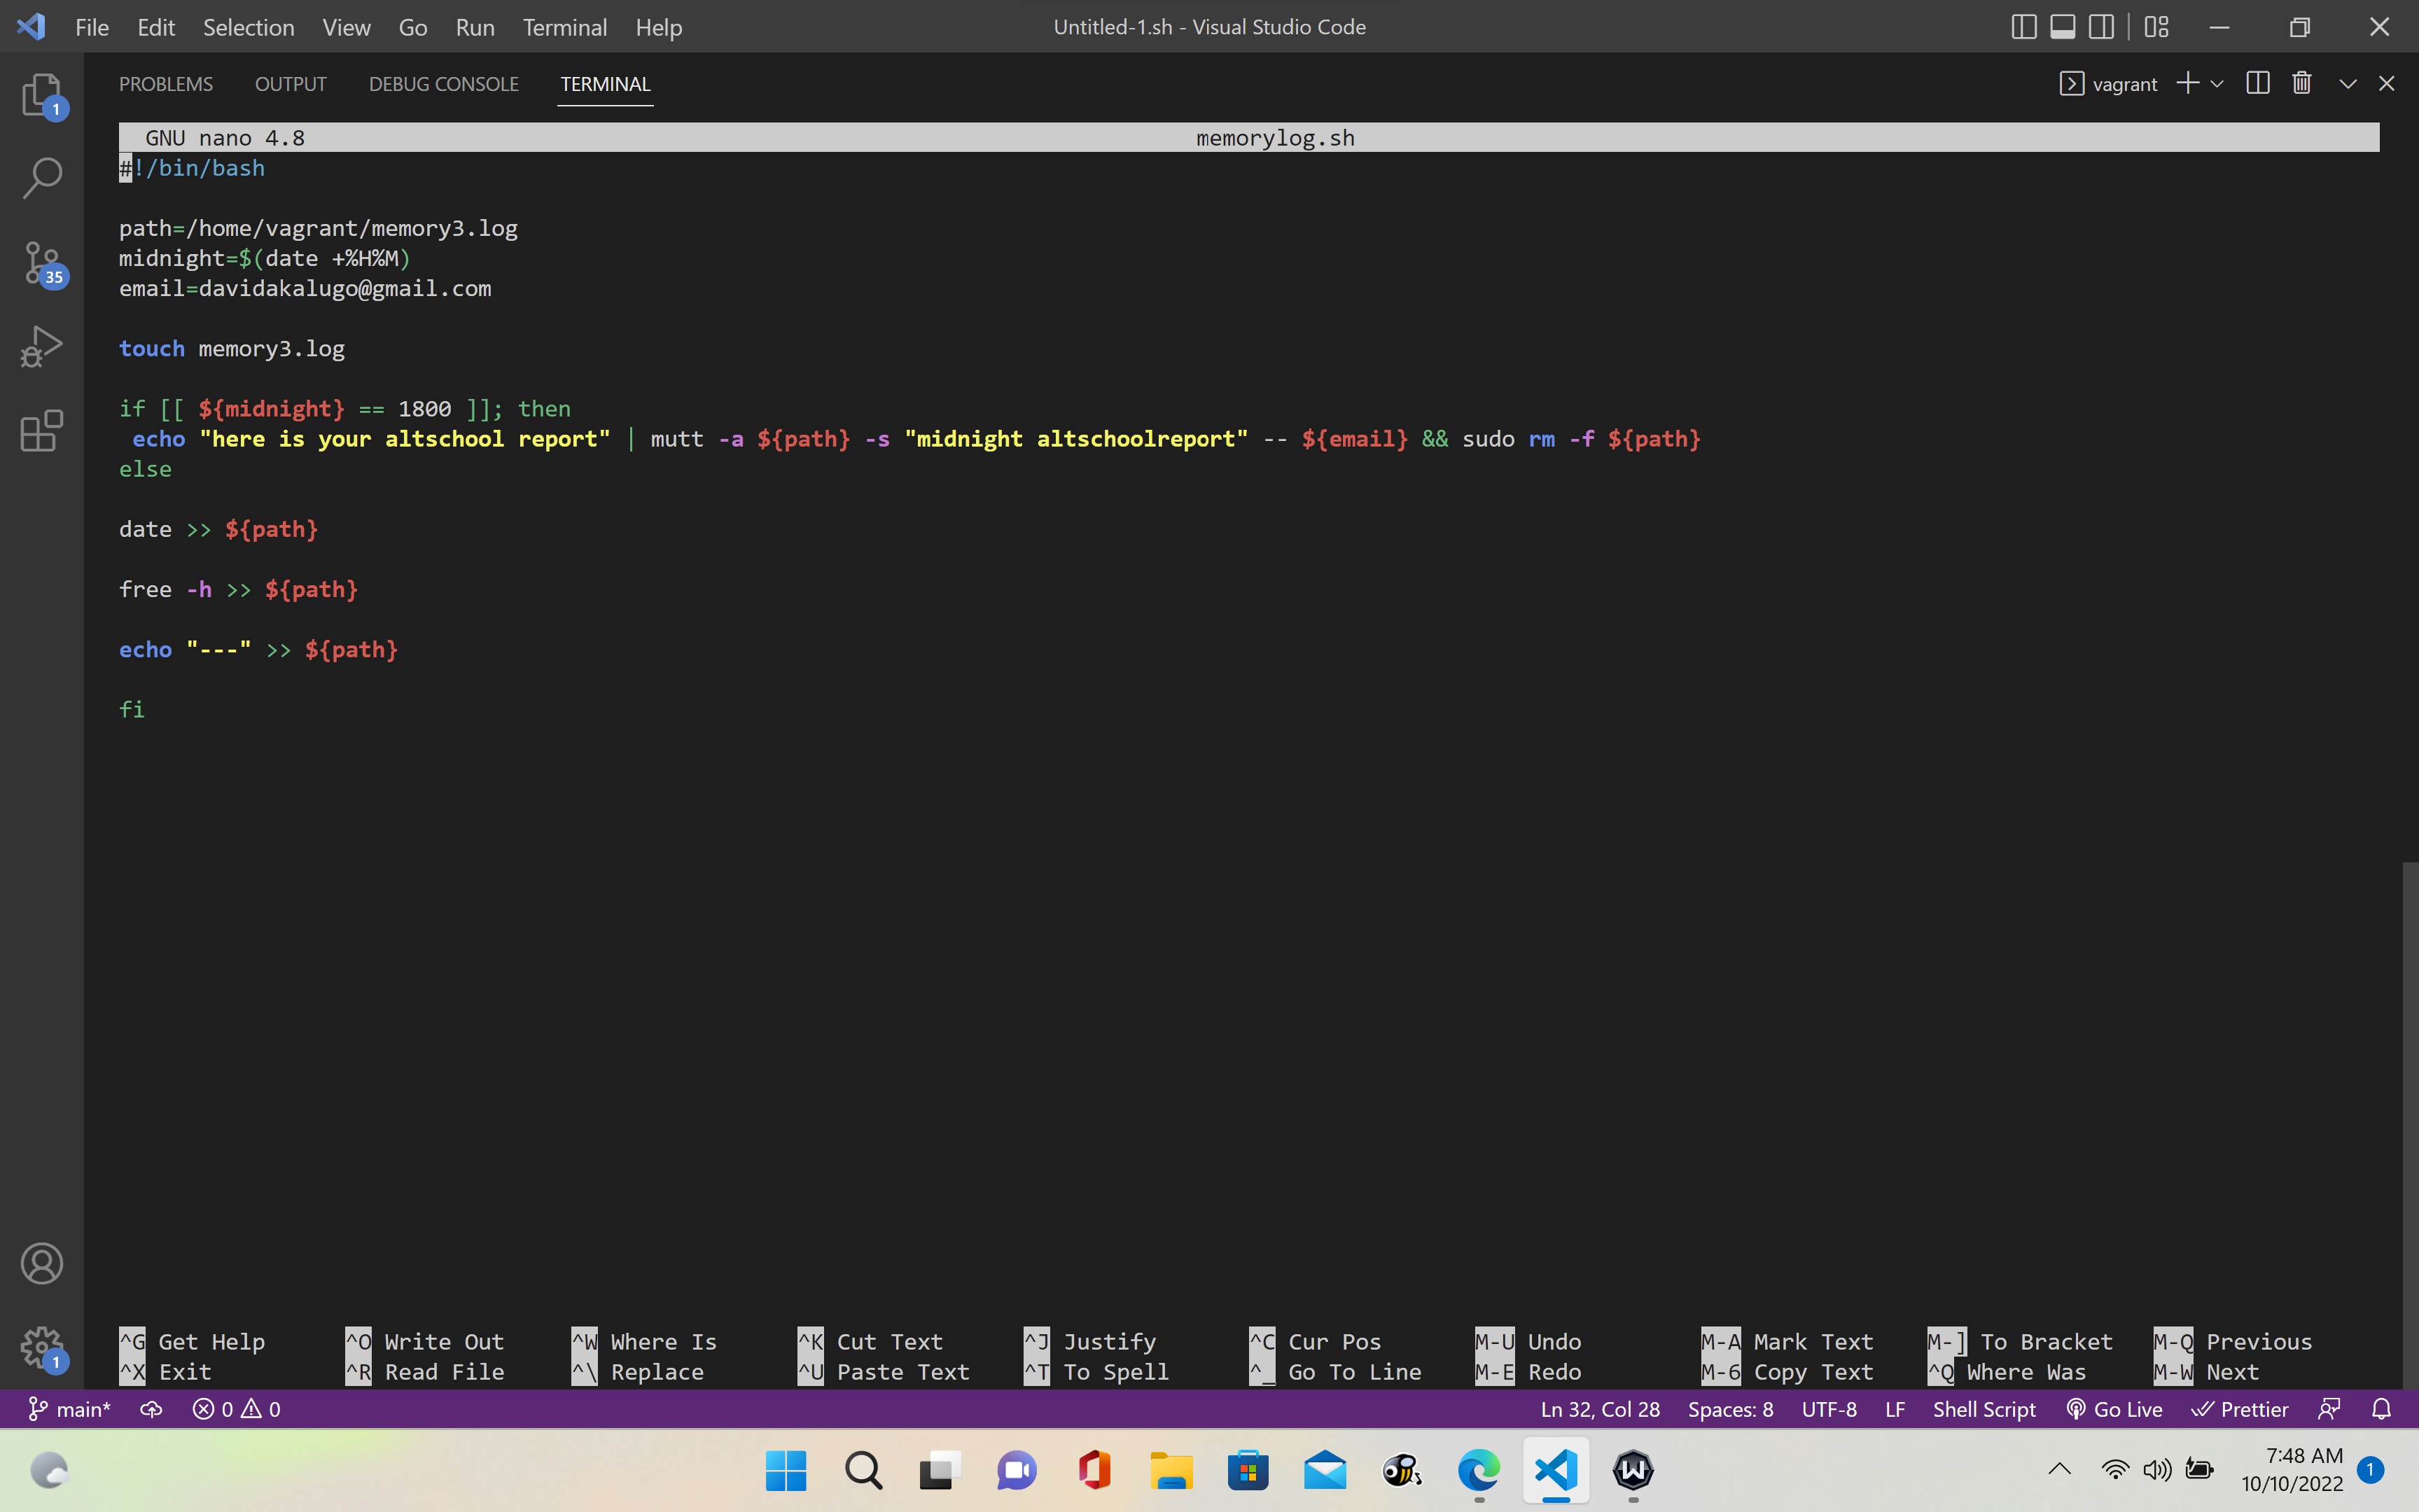 File Edit Selection View Go Run Terminal Help Untitled-1.sh - Visual Studio Code
PROBLEMS OUTPUT DEBUG CONSOLE TERMINAL vagrant
1
35
GNU nano 4.8 memorylog.sh
#!/bin/bash
path=/home/vagrant/memory3.log
midnight=$(date +%H%M)
email=davidakalugo@gmail.com
touch memory3.log
if [[ ${midnight} == 1800 ]]; then
echo "here is your altschool report" | mutt -a ${path} -s "midnight altschoolreport" -- ${email} && sudo rm -f ${path}
else
date >> ${path}
free -h >> ${path}
echo "---" >> ${path}
fi
^G Get Help ^O Write Out ^W Where Is ^K Cut Text ^J Justify ^C Cur Pos M-U Undo M-A Mark Text M-] To Bracket M-Q Previous
^X Exit ^R Read File ^\ Replace ^U Paste Text ^T To Spell ^_ Go To Line M-E Redo M-6 Copy Text ^Q Where Was M-W Next
1
main* 0 0 Ln 32, Col 28 Spaces: 8 UTF-8 LF Shell Script Go Live Prettier
7:48 AM
10/10/2022 1